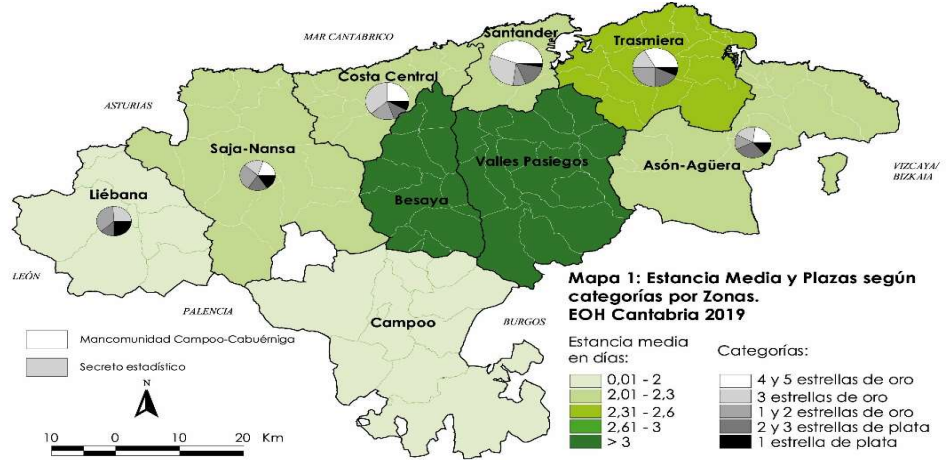 MAR CANTABRICO
Santander
Trasmiera
Costa Central
ASTURIAS
Saja-Nansa
Valles Pasiegos
Asón-Agüera
VIZCAYA/
BIZKAIA
Liébana
Besaya
LEÓN
PALENCIA
Campoo
BURGOS
Mapa 1: Estancia Media y Plazas según
categorías por Zonas.
EOH Cantabria 2019
Mancomunidad Campoo-Cabuérniga
Secreto estadístico
N
10 0 10 20 Km
Estancia media
en días:
0,01 - 2
2,01 - 2,3
2,31 - 2,6
2,61 - 3
> 3
Categorías:
4 y 5 estrellas de oro
3 estrellas de oro
1 y 2 estrellas de oro
2 y 3 estrellas de plata
1 estrella de plata